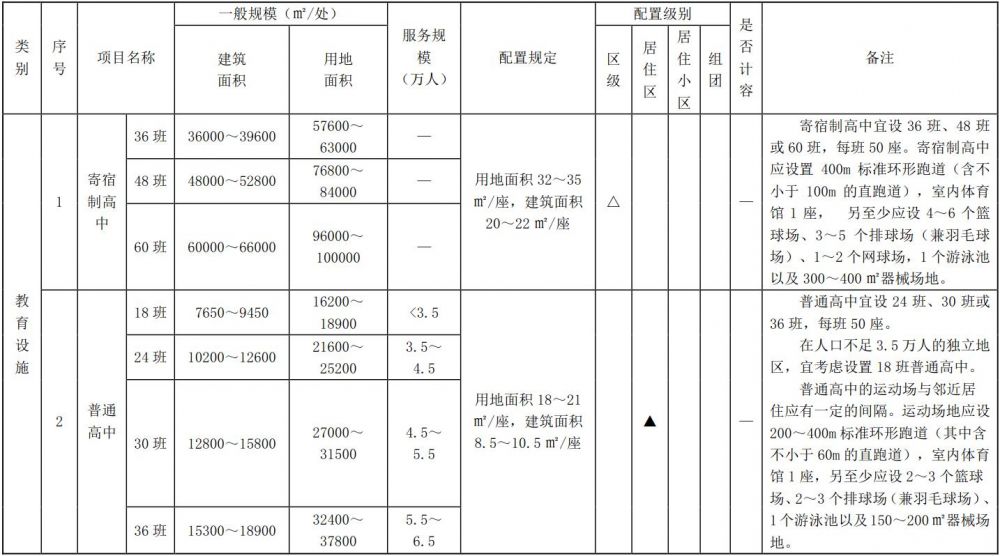 类别
序号
项目名称
一般规模（㎡/处）
建筑
面积
用地
面积
服务规
模
（万人）
配置规定
配置级别
区级
居住区
居住小区
组团
是否计容
备注
教育设施
1
寄宿
制高
中
36 班
36000～39600
57600～
63000
—
48 班
48000～52800
76800～
84000
—
60 班
60000～66000
96000～
100000
—
用地面积 32～35
㎡/座，建筑面积
20～22 ㎡/座
△
—
寄宿制高中宜设 36 班、48 班
或 60 班，每班 50 座。寄宿制高中
应设置 400m 标准环形跑道（含不
小于 100m 的直跑道），室内体育
馆 1 座， 另至少应设 4～6 个篮
球场、3～5 个排球场（兼羽毛球
场）、1～2 个网球场，1 个游泳池
以及 300～400 ㎡器械场地。
2
普通
高中
18 班
7650～9450
16200～
18900
<3.5
24 班
10200～12600
21600～
25200
3.5～
4.5
30 班
12800～15800
27000～
31500
4.5～
5.5
36 班
15300～18900
32400～
37800
5.5～
6.5
用地面积 18～21
㎡/座，建筑面积
8.5～10.5 ㎡/座
▲
—
普通高中宜设 24 班、30 班或
36 班，每班 50 座。
在人口不足 3.5 万人的独立地
区，宜考虑设置 18 班普通高中。
普通高中的运动场与邻近居
住应有一定的间隔。运动场地应设
200～400m 标准环形跑道（其中含
不小于 60m 的直跑道），室内体育
馆 1 座，另至少应设 2～3 个篮球
场、2～3 个排球场（兼羽毛球场）、
1 个游泳池以及 150～200 ㎡器械场
地。